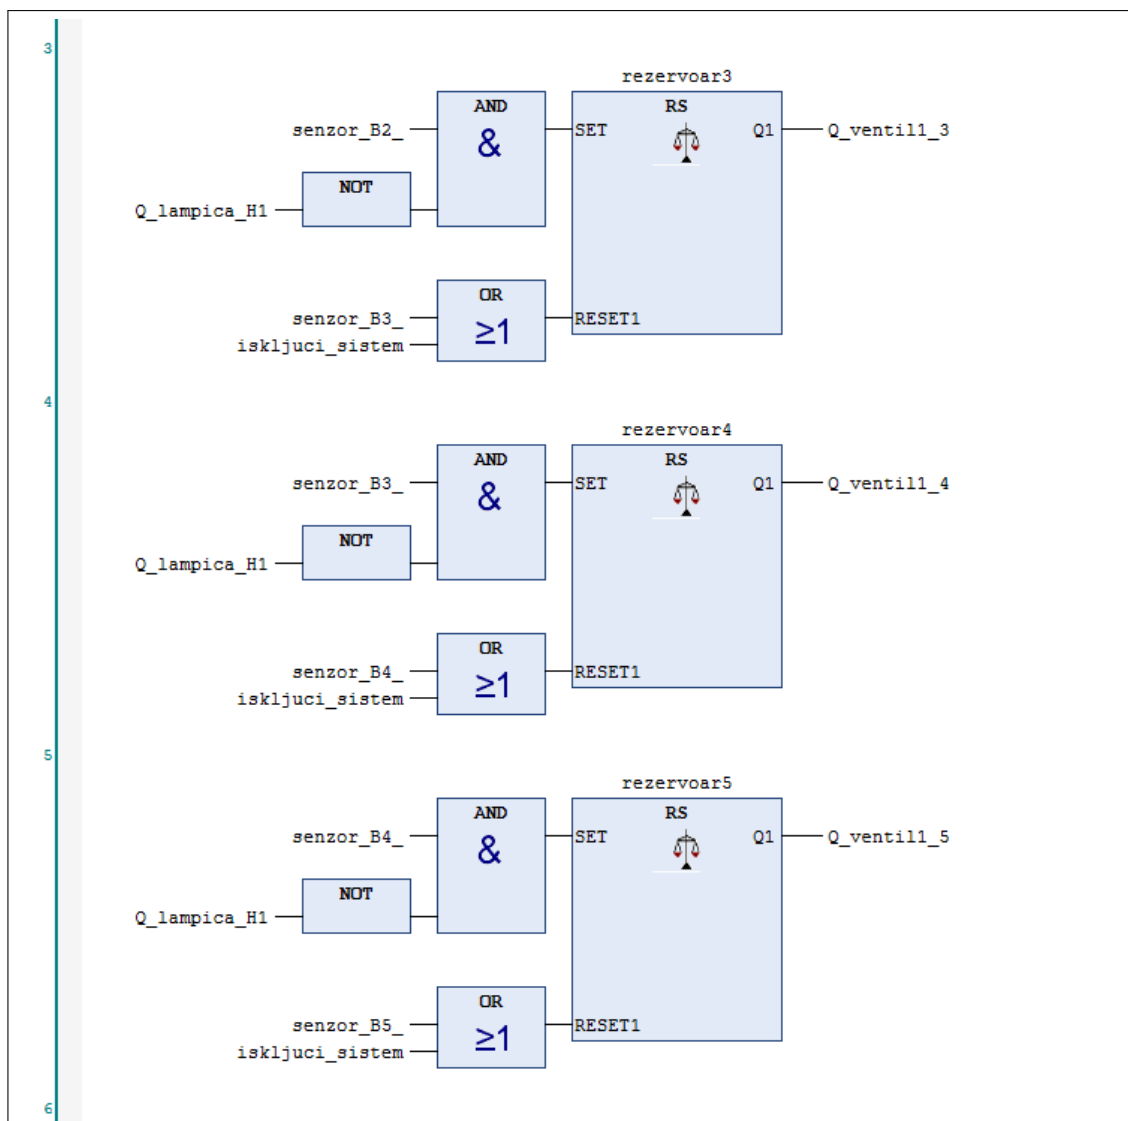 3
rezervoar3
AND
RS
senzor_B2_
&
SET
Q1
Q_ventil1_3
NOT
Q_lampica_H1
OR
senzor_B3_
≥1
RESET1
iskljuci_sistem
4
rezervoar4
AND
RS
senzor_B3_
&
SET
Q1
Q_ventil1_4
NOT
Q_lampica_H1
OR
senzor_B4_
≥1
RESET1
iskljuci_sistem
5
rezervoar5
AND
RS
senzor_B4_
&
SET
Q1
Q_ventil1_5
NOT
Q_lampica_H1
OR
senzor_B5_
≥1
RESET1
iskljuci_sistem
6